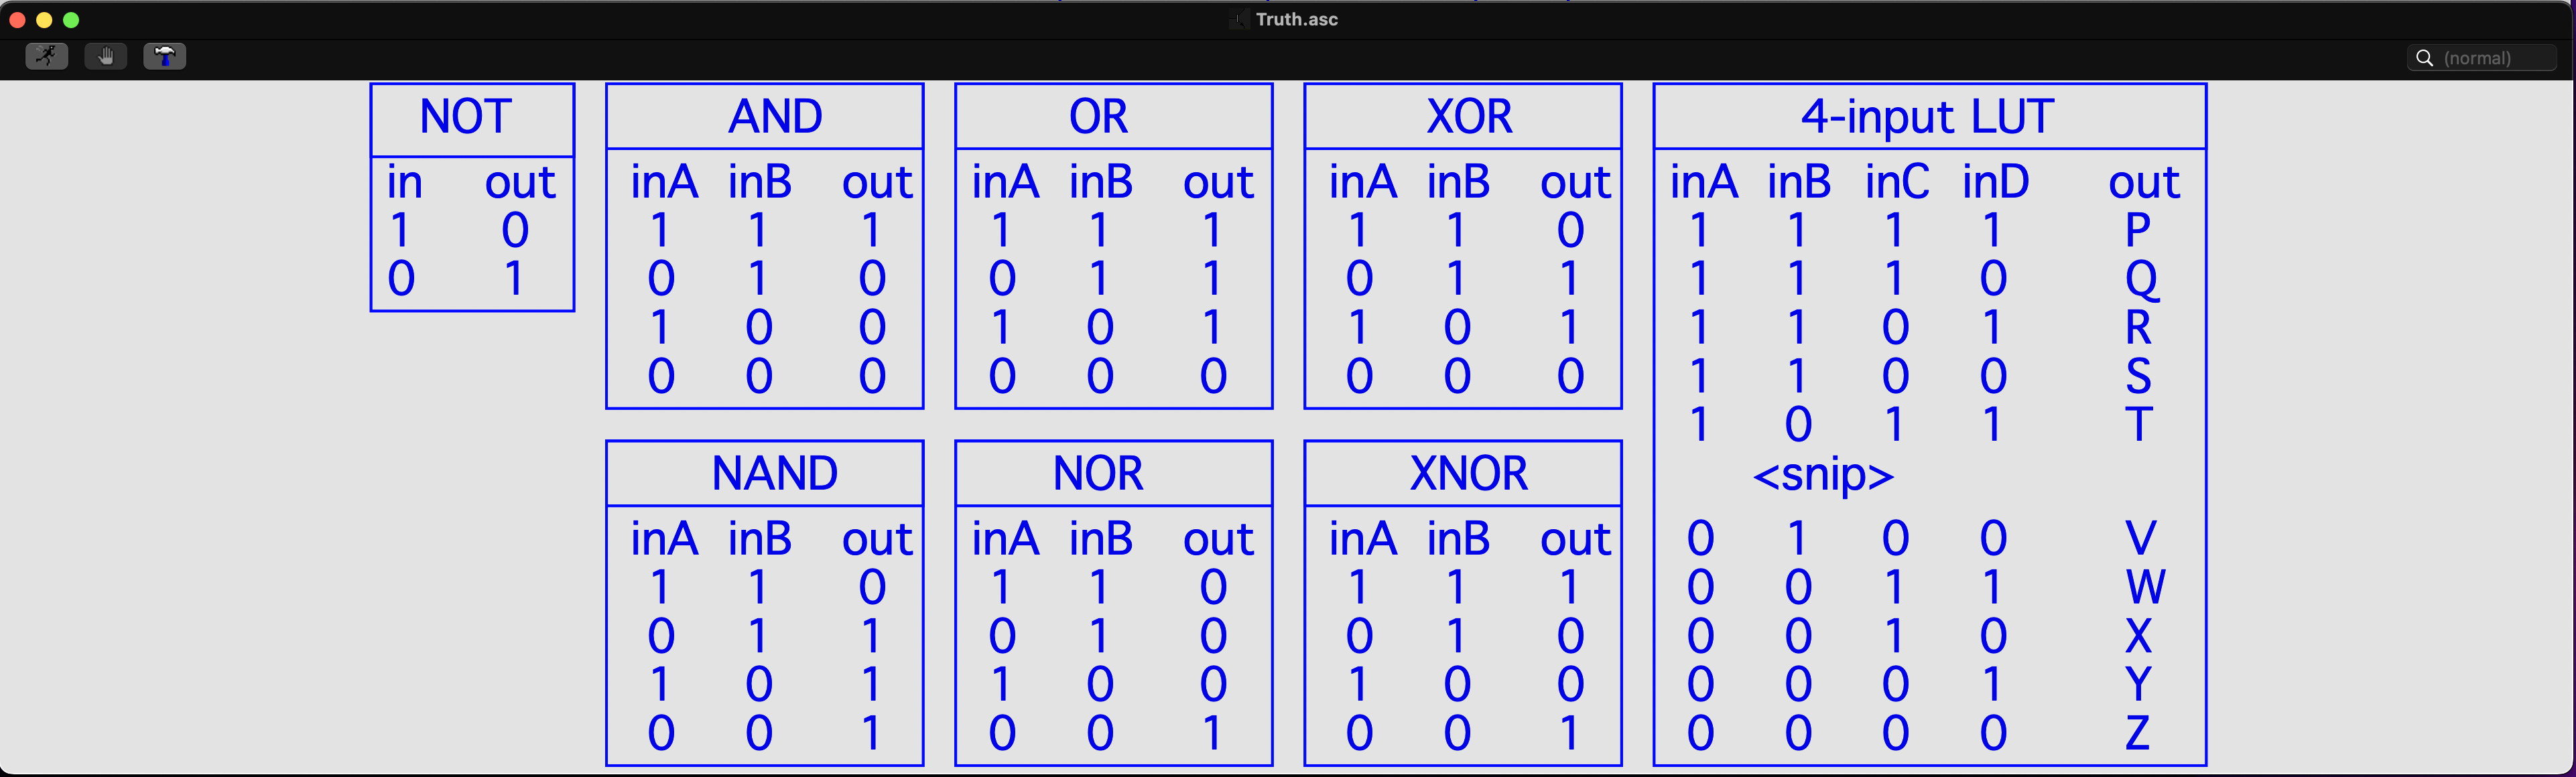 Truth.asc
(normal)
NOT
in out
1 0
0 1
AND
inA inB out
1 1 1
0 1 0
1 0 0
0 0 0
OR
inA inB out
1 1 1
0 1 1
1 0 1
0 0 0
XOR
inA inB out
1 1 0
0 1 1
1 0 1
0 0 0
4-input LUT
inA inB inC inD out
1 1 1 1 P
1 1 1 0 Q
1 1 0 1 R
1 1 0 0 S
1 0 1 1 T
<snip>
0 1 0 0 V
0 0 1 1 W
0 0 1 0 X
0 0 0 1 Y
0 0 0 0 Z
NAND
inA inB out
1 1 0
0 1 1
1 0 1
0 0 1
NOR
inA inB out
1 1 0
0 1 0
1 0 0
0 0 1
XNOR
inA inB out
1 1 1
0 1 0
1 0 0
0 0 1